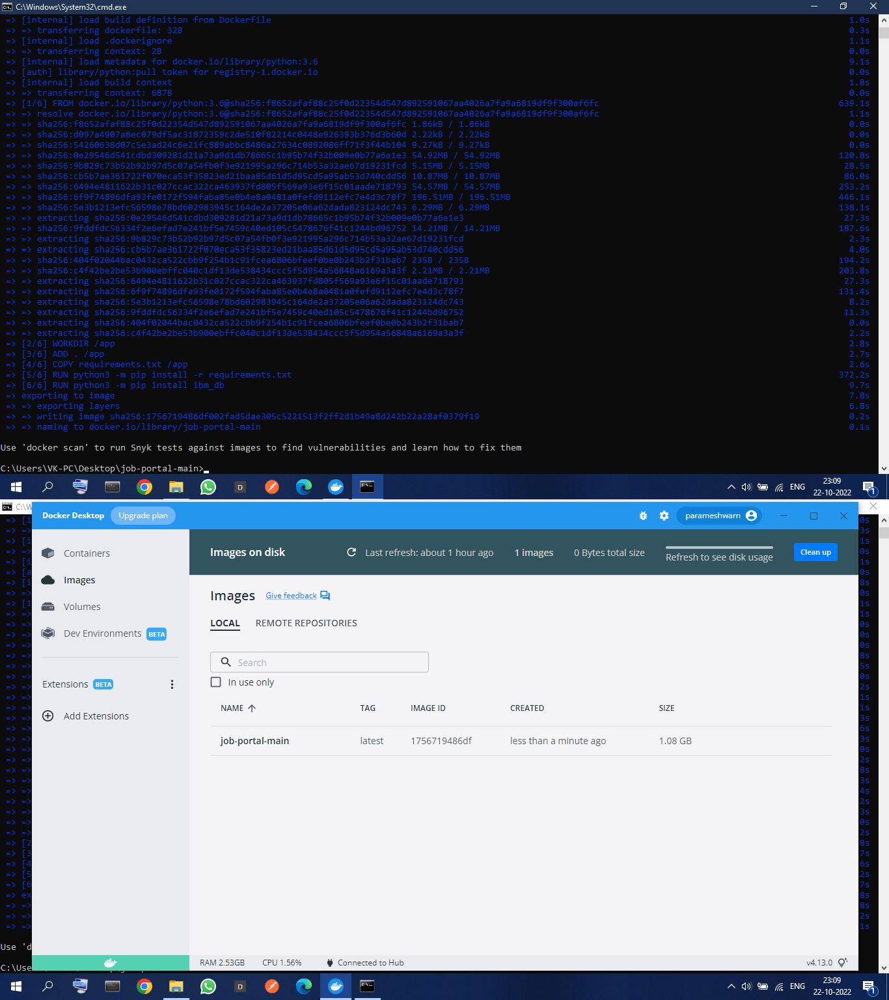 C:\Windows\System32\cmd.exe
=> [internal] load build definition from Dockerfile 1.0s
=> => transferring dockerfile: 32B 0.3s
=> [internal] load .dockerignore 1.1s
=> => transferring context: 2B 0.0s
=> [internal] load metadata for docker.io/library/python:3.6 9.1s
=> [auth] library/python:pull token for registry-1.docker.io 0.0s
=> [internal] load build context 1.8s
=> => transferring context: 687B 0.0s
=> [1/6] FROM docker.io/library/python:3.6@sha256:f8652afaf88c25f0d22354d547d892591067aa4026a7fa9a6819df9f300af6fc 639.1s
=> => resolve docker.io/library/python:3.6@sha256:f8652afaf88c25f0d22354d547d892591067aa4026a7fa9a6819df9f300af6fc 1.1s
=> => sha256:f8652afaf88c25f0d22354d547d892591067aa4026a7fa9a6819df9f300af6fc 1.86kB / 1.86kB 0.0s
=> => sha256:d097a4907a8ec079df5ac31872359c2de510f82214c0448e926393b376d3b60d 2.22kB / 2.22kB 0.0s
=> => sha256:54260638d07c5e3ad24c6e21fc889abbc8486a27634c0892086ff71f3f44b104 9.27kB / 9.27kB 0.0s
=> => sha256:0e29546d541cdbd309281d21a73a9d1db78665c1b95b74f32b009e0b77a6e1e3 54.92MB / 54.92MB 120.8s
=> => sha256:9b829c73b52b92b97d5c07a54fb0f3e921995a296c714b53a32ae67d19231fcd 5.15MB / 5.15MB 28.5s
=> => sha256:cb5b7ae361722f070eca53f35823ed21baa85d61d5d95cd5a95ab53d740cdd56 10.87MB / 10.87MB 86.0s
=> => sha256:6494e4811622b31c027ccac322ca463937fd805f569a93e6f15c01aade718793 54.57MB / 54.57MB 253.2s
=> => sha256:6f9f74896dfa93fe0172f594faba85e0b4e8a0481a0fefd9112efc7e4d3c78f7 196.51MB / 196.51MB 446.1s
=> => sha256:5e3b1213efc56598e78bd602983945c164de2a37205e06a62dada823124dc743 6.29MB / 6.29MB 138.1s
=> => extracting sha256:0e29546d541cdbd309281d21a73a9d1db78665c1b95b74f32b009e0b77a6e1e3 27.3s
=> => sha256:9fddfdc56334f2e6efad7e241bf5e7459c40ed105c5478676f41c1244bd96752 14.21MB / 14.21MB 187.6s
=> => extracting sha256:9b829c73b52b92b97d5c07a54fb0f3e921995a296c714b53a32ae67d19231fcd 2.3s
=> => extracting sha256:cb5b7ae361722f070eca53f35823ed21baa85d61d5d95cd5a95ab53d740cdd56 4.0s
=> => sha256:404f02044bac0432ca522cbb9f254b1c91fcea6806bfeef0be0b243b2f31bab7 235B / 235B 194.2s
=> => sha256:c4f42be2be53b900ebffc040c1df13de538434ccc5f5d954a56848a6169a3a3f 2.21MB / 2.21MB 203.8s
=> => extracting sha256:6494e4811622b31c027ccac322ca463937fd805f569a93e6f15c01aade718793 27.3s
=> => extracting sha256:6f9f74896dfa93fe0172f594faba85e0b4e8a0481a0fefd9112efc7e4d3c78f7 131.4s
=> => extracting sha256:5e3b1213efc56598e78bd602983945c164de2a37205e06a62dada823124dc743 8.2s
=> => extracting sha256:9fddfdc56334f2e6efad7e241bf5e7459c40ed105c5478676f41c1244bd96752 11.3s
=> => extracting sha256:404f02044bac0432ca522cbb9f254b1c91fcea6806bfeef0be0b243b2f31bab7 0.0s
=> => extracting sha256:c4f42be2be53b900ebffc040c1df13de538434ccc5f5d954a56848a6169a3a3f 2.2s
=> [2/6] WORKDIR /app 2.8s
=> [3/6] ADD . /app 2.7s
=> [4/6] COPY requirements.txt /app 2.6s
=> [5/6] RUN python3 -m pip install -r requirements.txt 372.2s
=> [6/6] RUN python3 -m pip install ibm_db 9.7s
=> exporting to image 7.8s
=> => exporting layers 6.8s
=> => writing image sha256:1756719486df002fad5dae305c5221513f2ff2d1b49a8d242b22a28af0379f19 0.2s
=> => naming to docker.io/library/job-portal-main 0.1s
Use 'docker scan' to run Snyk tests against images to find vulnerabilities and learn how to fix them
C:\Users\VK-PC\Desktop\job-portal-main>
D ENG 23:09
22-10-2022 1
C:\W
Docker Desktop Upgrade plan parameshwarn
Containers
Images
Volumes
Dev Environments BETA
Extensions BETA
Add Extensions
Images on disk Last refresh: about 1 hour ago 1 images 0 Bytes total size Refresh to see disk usage Clean up
Images Give feedback
LOCAL REMOTE REPOSITORIES
Search
In use only
NAME TAG IMAGE ID CREATED SIZE
job-portal-main latest 1756719486df less than a minute ago 1.08 GB
Use 'd
C:\Use
RAM 2.53GB CPU 1.56% Connected to Hub v4.13.0
D ENG 23:09
22-10-2022 1